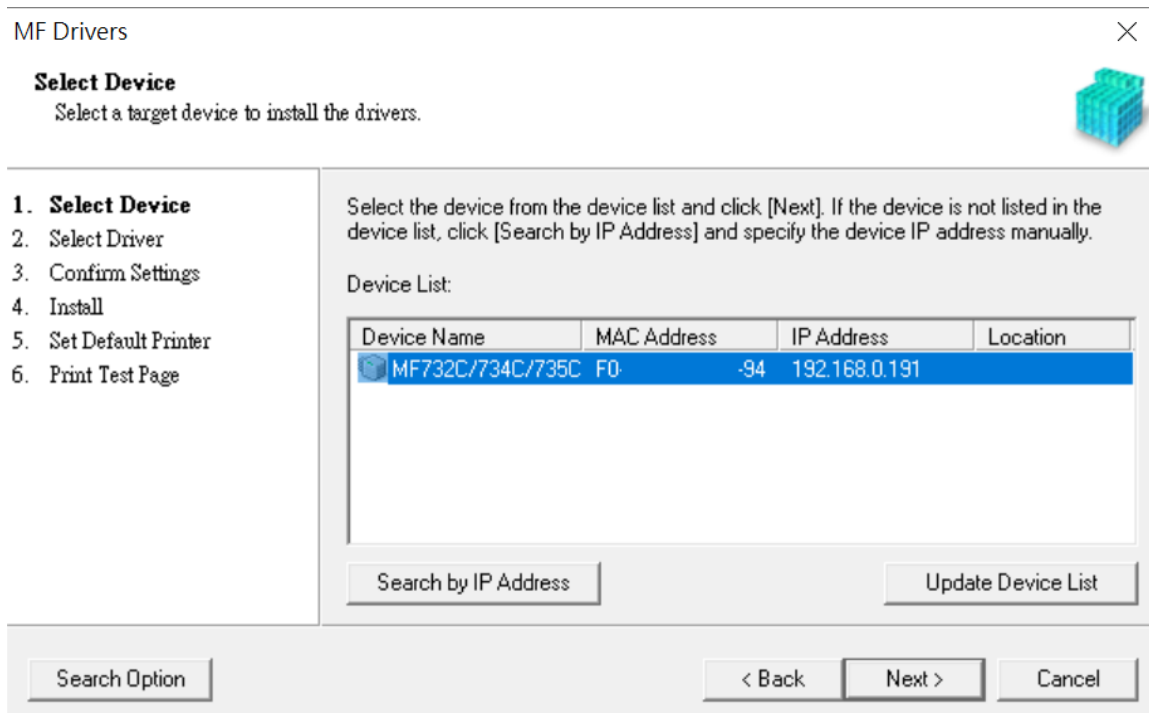 MF Drivers
Select Device
Select a target device to install the drivers.
1. Select Device
2. Select Driver
3. Confirm Settings
4. Install
5. Set Default Printer
6. Print Test Page
Select the device from the device list and click [Next]. If the device is not listed in the
device list, click [Search by IP Address] and specify the device IP address manually.
Device List:
Device Name MAC Address IP Address Location
MF732C/734C/735C F0- -94 192.168.0.191
Search by IP Address Update Device List
Search Option < Back Next > Cancel